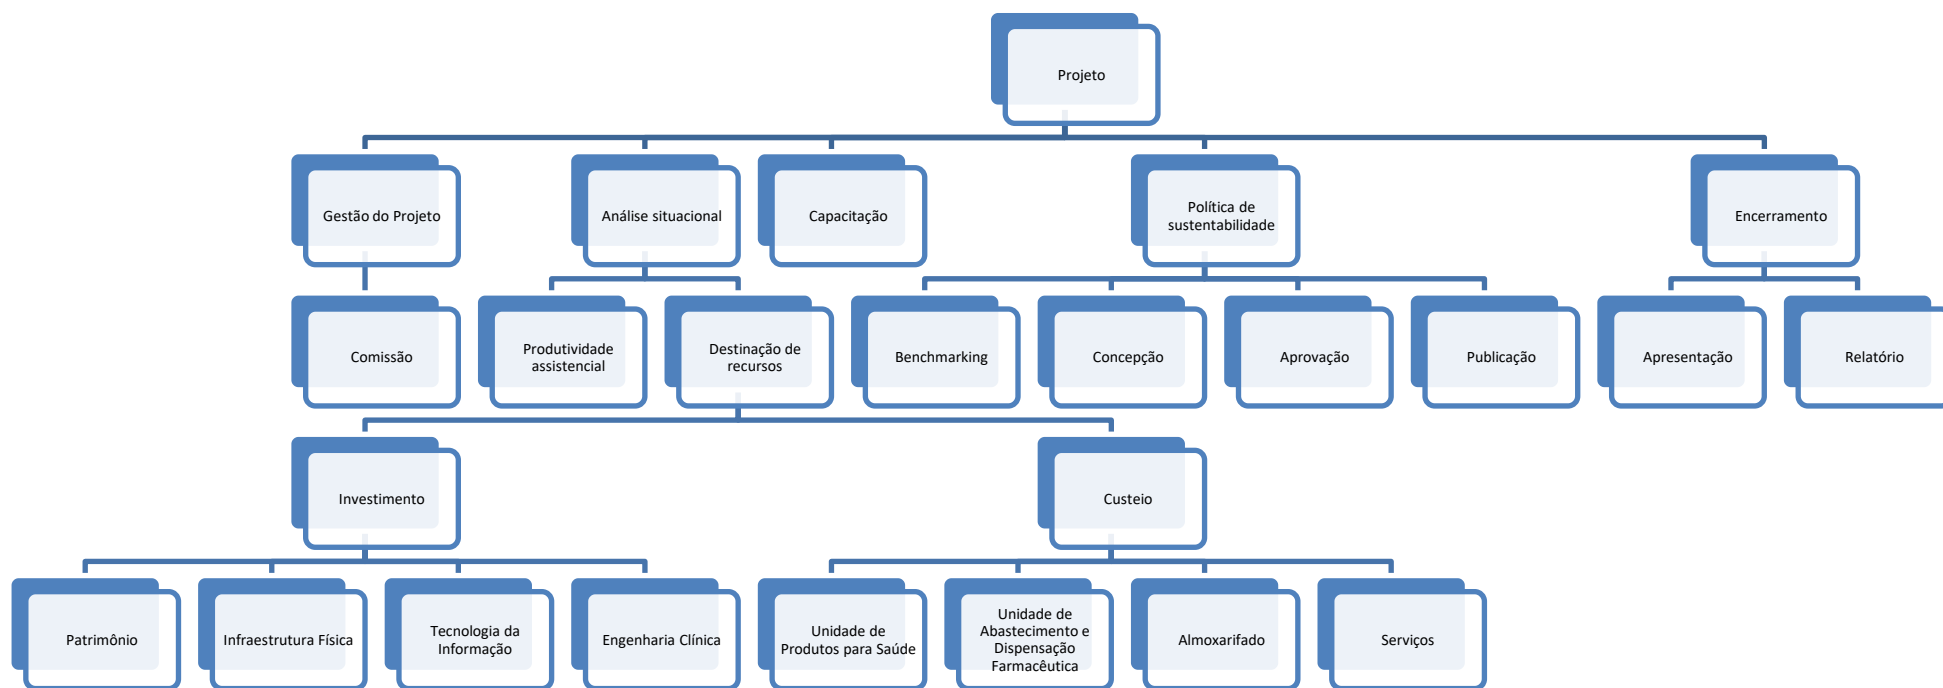 Projeto
Gestão do Projeto
Análise situacional
Capacitação
Política de
sustentabilidade
Encerramento
Comissão
Produtividade
assistencial
Destinação de
recursos
Benchmarking
Concepção
Aprovação
Publicação
Apresentação
Relatório
Investimento
Custeio
Patrimônio
Infraestrutura Física
Tecnologia da
Informação
Engenharia Clínica
Unidade de
Produtos para Saúde
Unidade de
Abastecimento e
Dispensação
Farmacêutica
Almoxarifado
Serviços